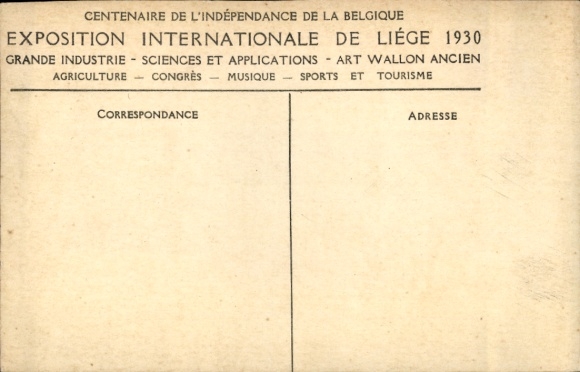 CENTENAIRE DE L'INDÉPENDANCE DE LA BELGIQUE
EXPOSITION INTERNATIONALE DE LIÉGE 1930
GRANDE INDUSTRIE - SCIENCES ET APPLICATIONS - ART WALLON ANCIEN
AGRICULTURE — CONGRÈS — MUSIQUE — SPORTS ET TOURISME
CORRESPONDANCE
ADRESSE